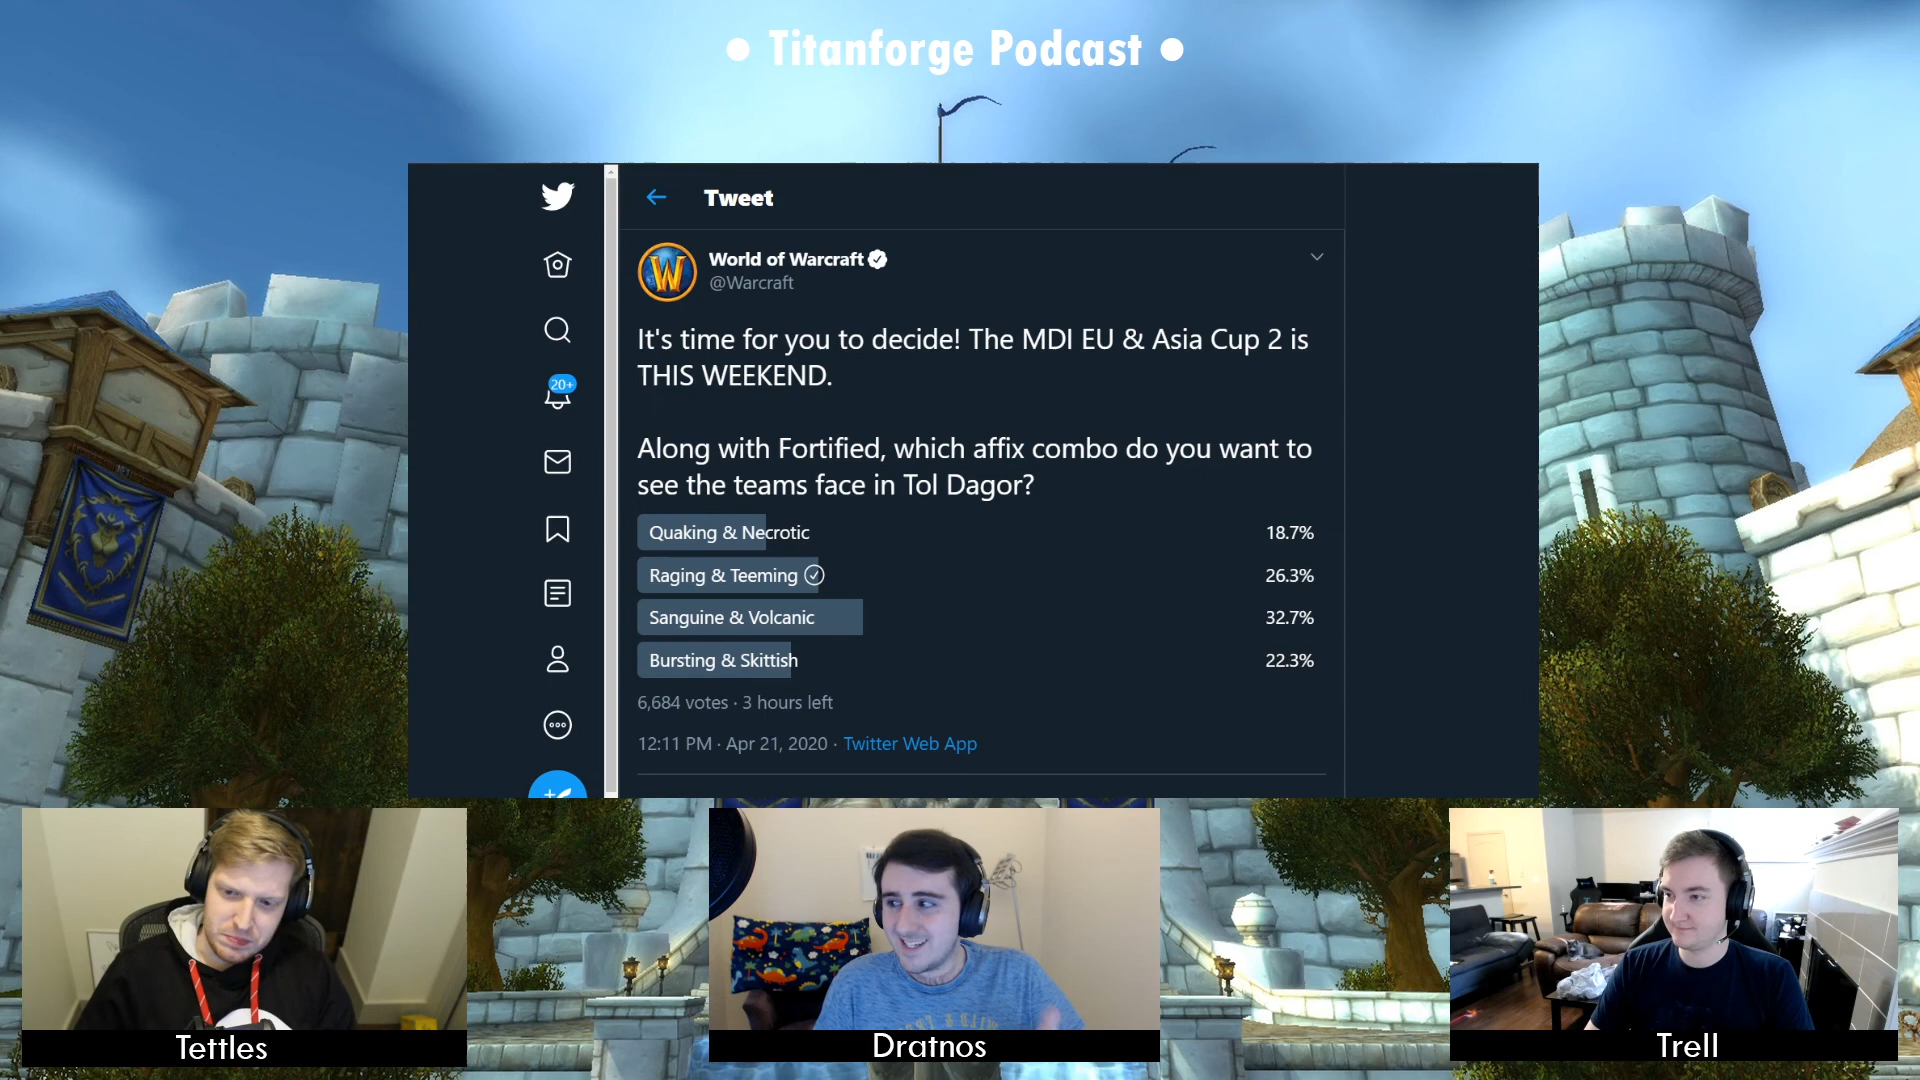 • Titanforge Podcast •
Tweet
World of Warcraft
@Warcraft
20+
It's time for you to decide! The MDI EU & Asia Cup 2 is
THIS WEEKEND.
Along with Fortified, which affix combo do you want to
see the teams face in Tol Dagor?
Quaking & Necrotic 18.7%
Raging & Teeming 26.3%
Sanguine & Volcanic 32.7%
Bursting & Skittish 22.3%
6,684 votes · 3 hours left
12:11 PM · Apr 21, 2020 · Twitter Web App
Tettles
Dratnos
Trell